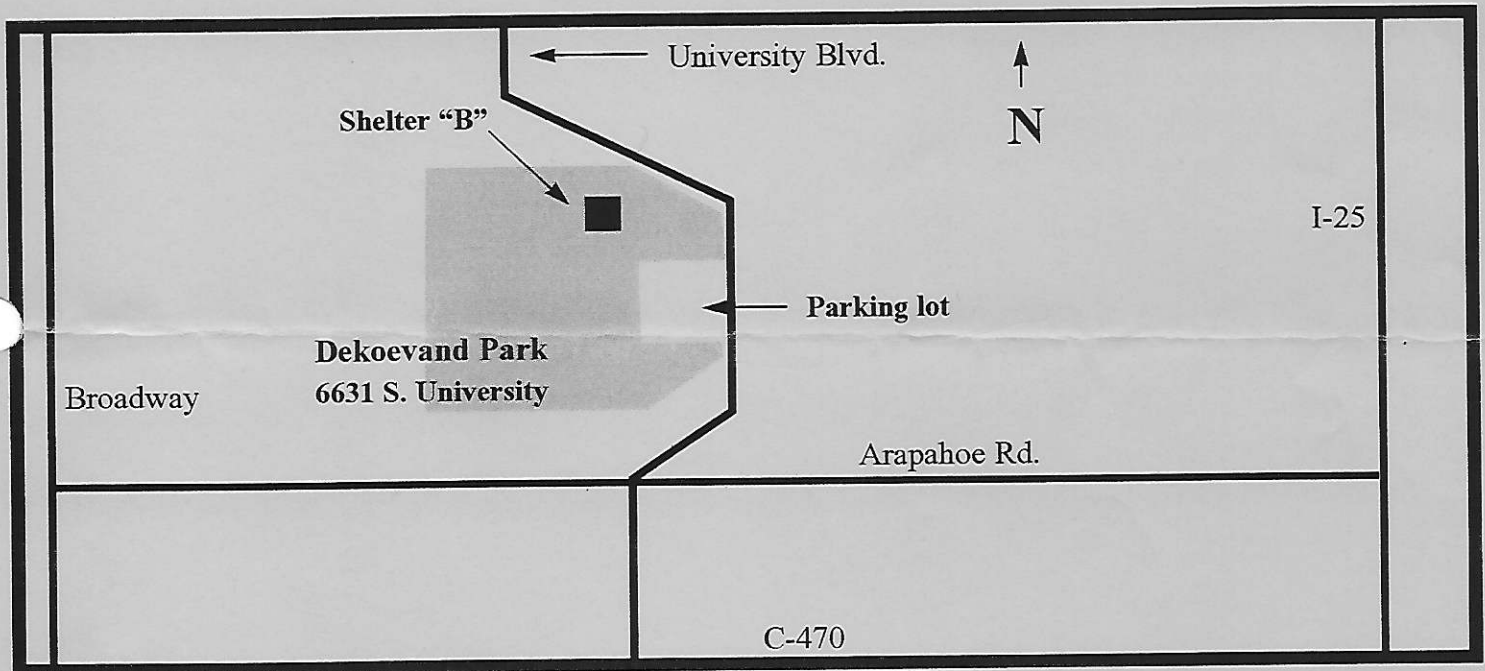 University Blvd.
N
Shelter “B”
I-25
Parking lot
Dekoevand Park
6631 S. University
Broadway
Arapahoe Rd.
C-470